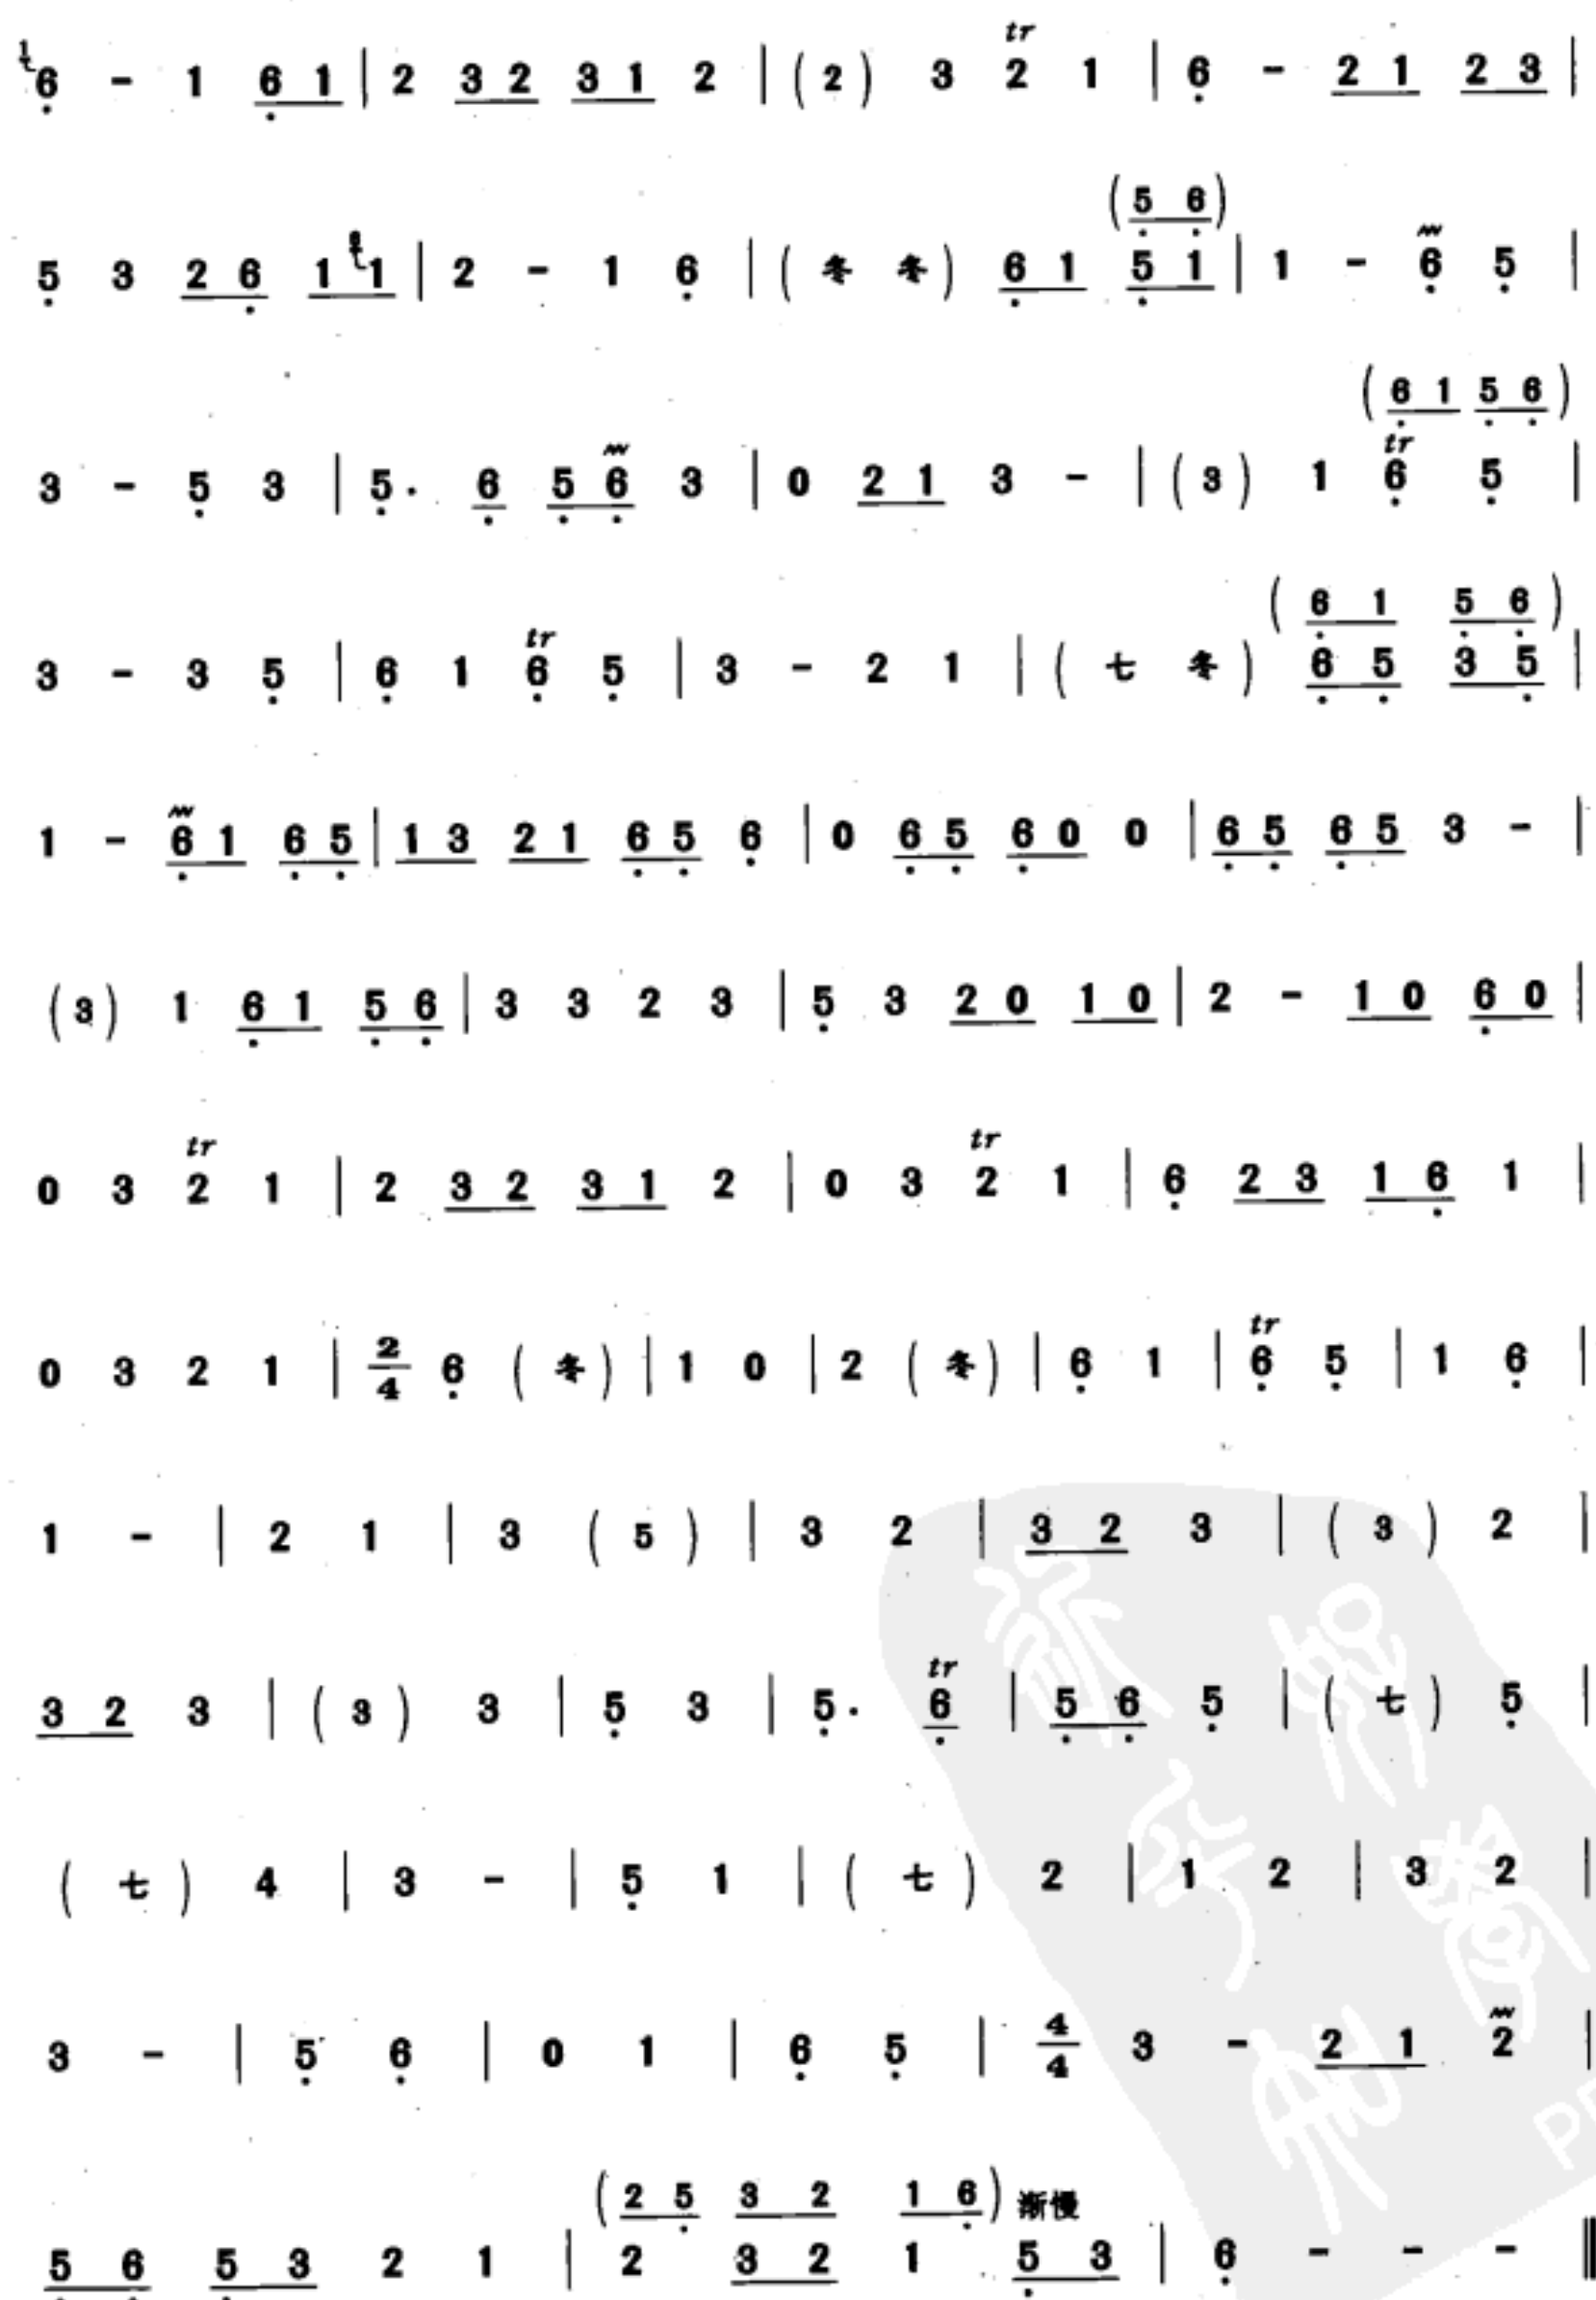 1 6 - 1 6 1 | 2 3 2 3 1 2 | ( 2 ) 3 tr 2 1 | 6 - 2 1 2 3 |
( 5 6 )
5 3 2 6 1 6 1 | 2 - 1 6 | ( 冬 冬 ) 6 1 5 1 | 1 - 6 5 |
( 6 1 5 6 )
3 - 5 3 | 5 · 6 5 6 3 | 0 2 1 3 - | ( 3 ) 1 tr 6 5 |
( 6 1 5 6 )
3 - 3 5 | 6 1 tr 6 5 | 3 - 2 1 | ( 七 冬 ) 6 5 3 5 |
1 - 6 1 6 5 | 1 3 2 1 6 5 6 | 0 6 5 6 0 0 | 6 5 6 5 3 - |
( 3 ) 1 6 1 5 6 | 3 3 2 3 | 5 3 2 0 1 0 | 2 - 1 0 6 0 |
0 3 tr 2 1 | 2 3 2 3 1 2 | 0 3 tr 2 1 | 6 2 3 1 6 1 |
0 3 2 1 | 2/4 6 ( 冬 ) | 1 0 | 2 ( 冬 ) | 6 1 | tr 6 5 | 1 6 |
1 - | 2 1 | 3 ( 5 ) | 3 2 | 3 2 3 | ( 3 ) 2 |
3 2 3 | ( 3 ) 3 | 5 3 | 5 · tr 6 | 5 6 5 | ( 七 ) 5 |
( 七 ) 4 | 3 - | 5 1 | ( 七 ) 2 | 1 2 | 3 2 |
3 - | 5 6 | 0 1 | 6 5 | 4/4 3 - 2 1 2 |
( 2 5 3 2 1 6 ) 渐慢
5 6 5 3 2 1 | 2 3 2 1 5 3 | 6 - - - ‖